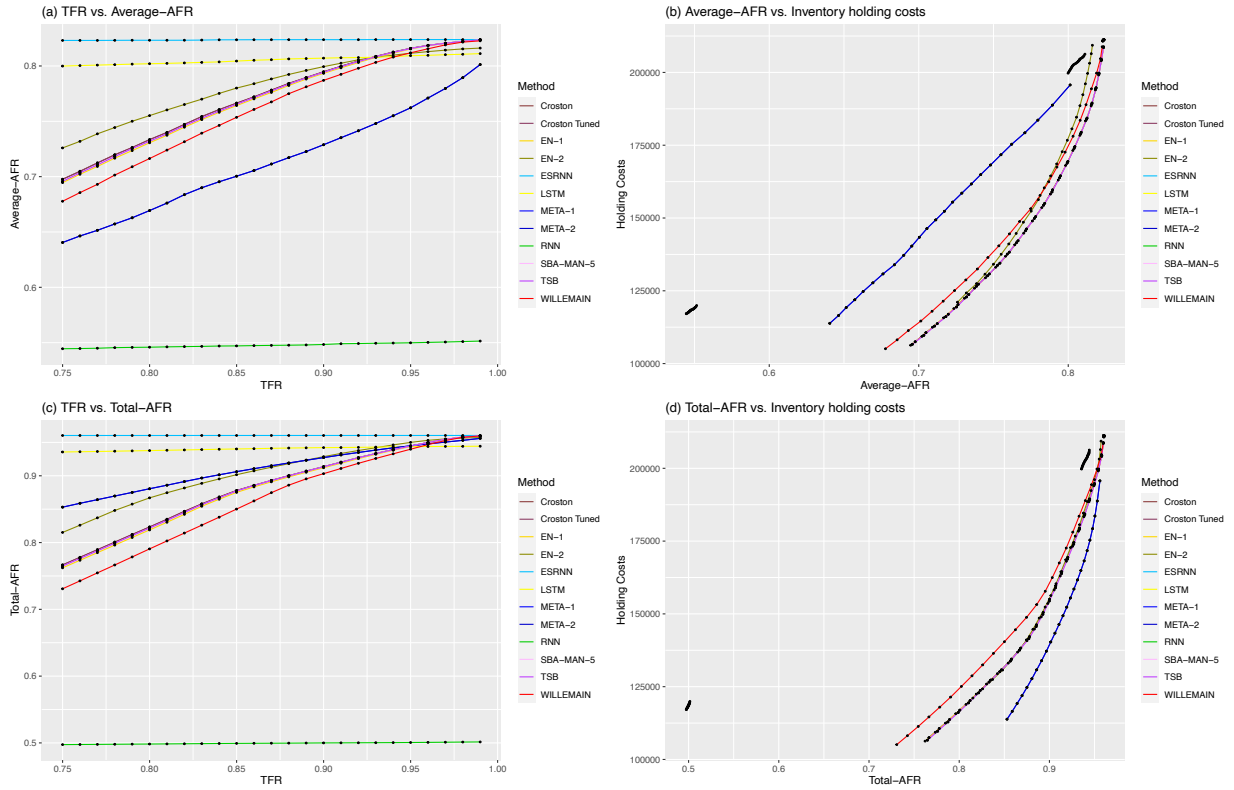 (a) TFR vs. Average−AFR
Average−AFR
0.8
0.7
0.6
0.75
0.80
0.85
0.90
0.95
1.00
TFR
Method
Croston
Croston Tuned
EN−1
EN−2
ESRNN
LSTM
META−1
META−2
RNN
SBA−MAN−5
TSB
WILLEMAIN
(b) Average−AFR vs. Inventory holding costs
Holding Costs
200000
175000
150000
125000
100000
0.6
0.7
0.8
Average−AFR
Method
Croston
Croston Tuned
EN−1
EN−2
ESRNN
LSTM
META−1
META−2
RNN
SBA−MAN−5
TSB
WILLEMAIN
(c) TFR vs. Total−AFR
Total−AFR
0.9
0.8
0.7
0.6
0.5
0.75
0.80
0.85
0.90
0.95
1.00
TFR
Method
Croston
Croston Tuned
EN−1
EN−2
ESRNN
LSTM
META−1
META−2
RNN
SBA−MAN−5
TSB
WILLEMAIN
(d) Total−AFR vs. Inventory holding costs
Holding Costs
200000
175000
150000
125000
100000
0.5
0.6
0.7
0.8
0.9
Total−AFR
Method
Croston
Croston Tuned
EN−1
EN−2
ESRNN
LSTM
META−1
META−2
RNN
SBA−MAN−5
TSB
WILLEMAIN